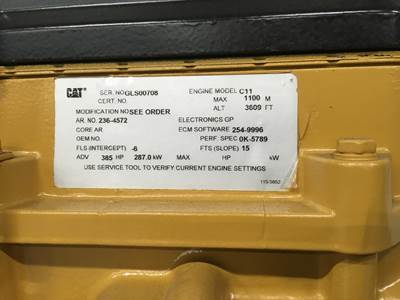 CAT SER. NO GLS00708 ENGINE MODEL C11
CERT. NO. MAX 1100 M
ALT 3609 FT
MODIFICATION NO SEE ORDER
AR. NO. 236-4572 ELECTRONICS GP
CORE AR ECM SOFTWARE 254-9996
OEM NO. PERF. SPEC 0K-5789
FLS (INTERCEPT) -6 FTS (SLOPE) 15
ADV 385 HP 287.0 kW MAX HP kW
USE SERVICE TOOL TO VERIFY CURRENT ENGINE SETTINGS